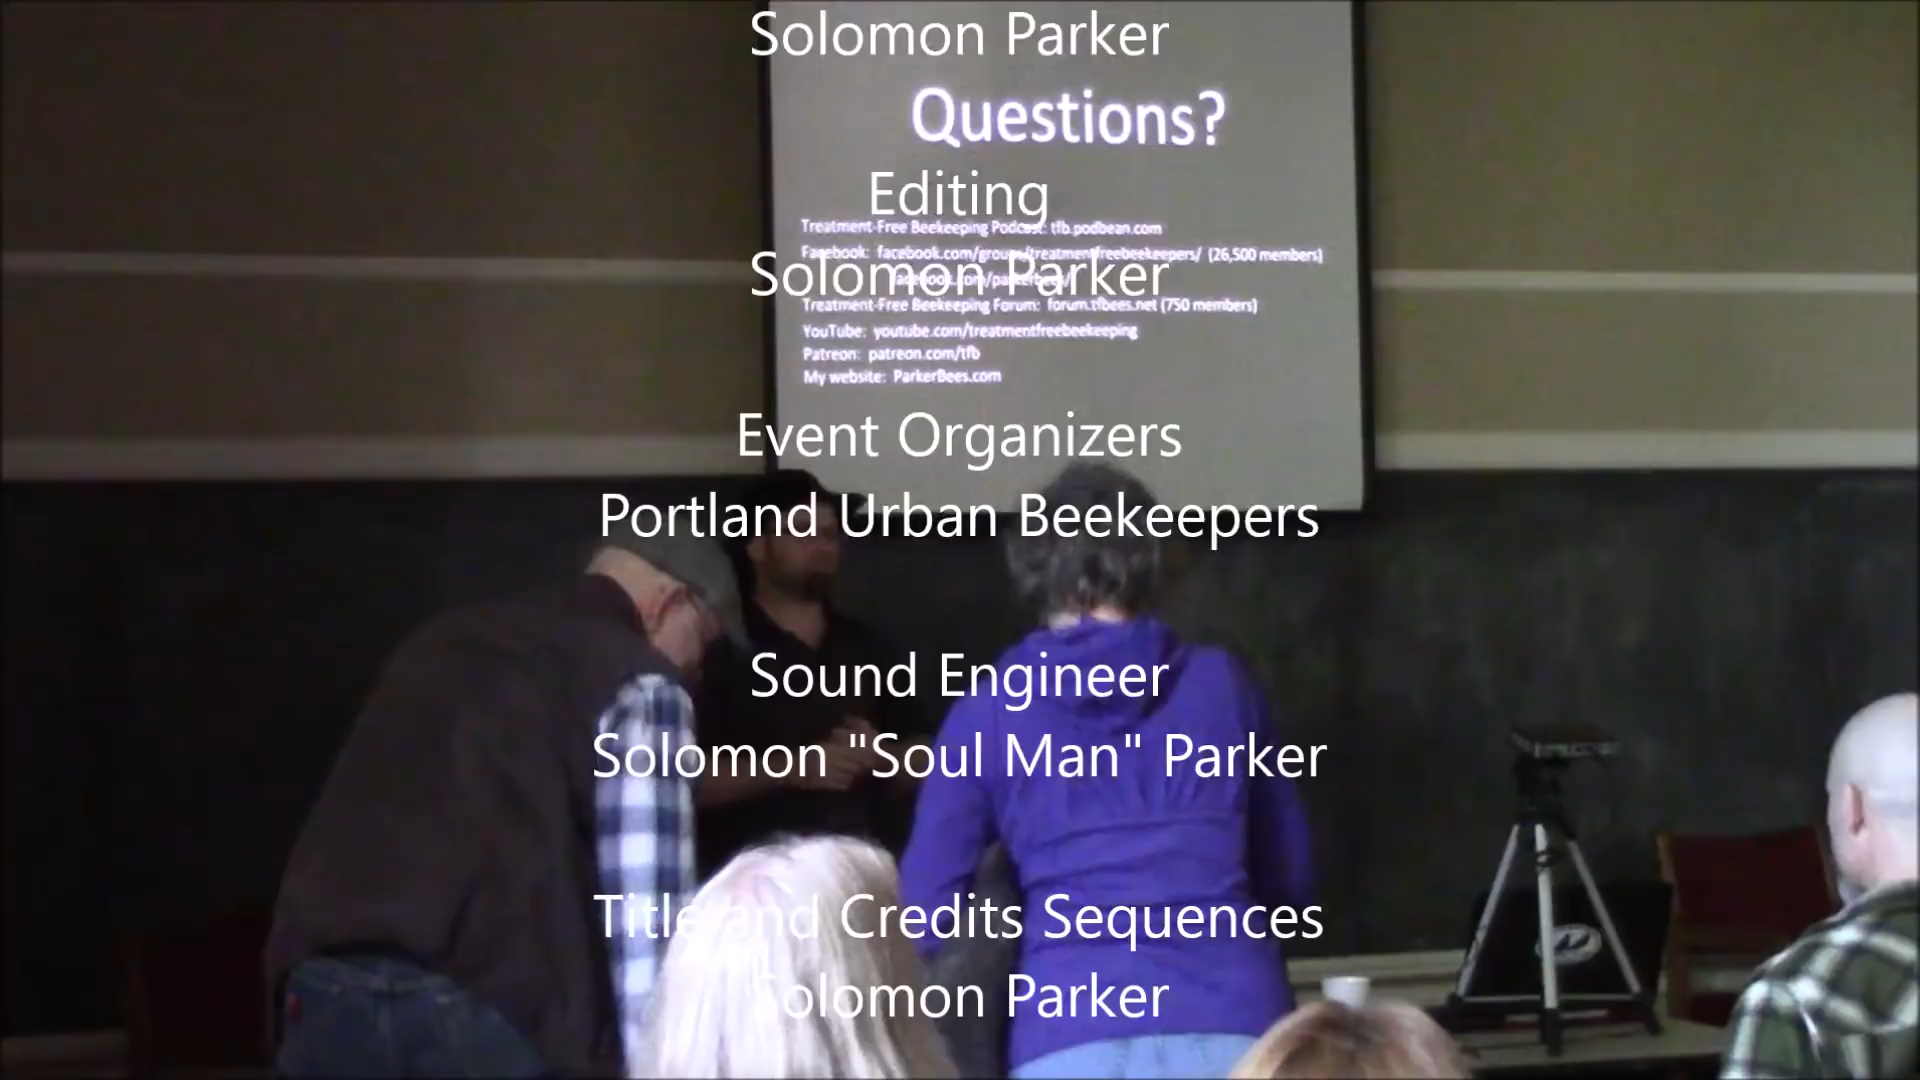 Solomon Parker
Questions?
Editing
Treatment-Free Beekeeping Podcast: tfb.podbean.com
Facebook: facebook.com/groups/treatmentfreebeekeepers/ (26,500 members)
Solomon Parker
facebook.com/parkerbees/
Treatment-Free Beekeeping Forum: forum.tfbees.net (750 members)
YouTube: youtube.com/treatmentfreebeekeeping
Patreon: patreon.com/tfb
My website: ParkerBees.com
Event Organizers
Portland Urban Beekeepers
Sound Engineer
Solomon "Soul Man" Parker
Title and Credits Sequences
Solomon Parker